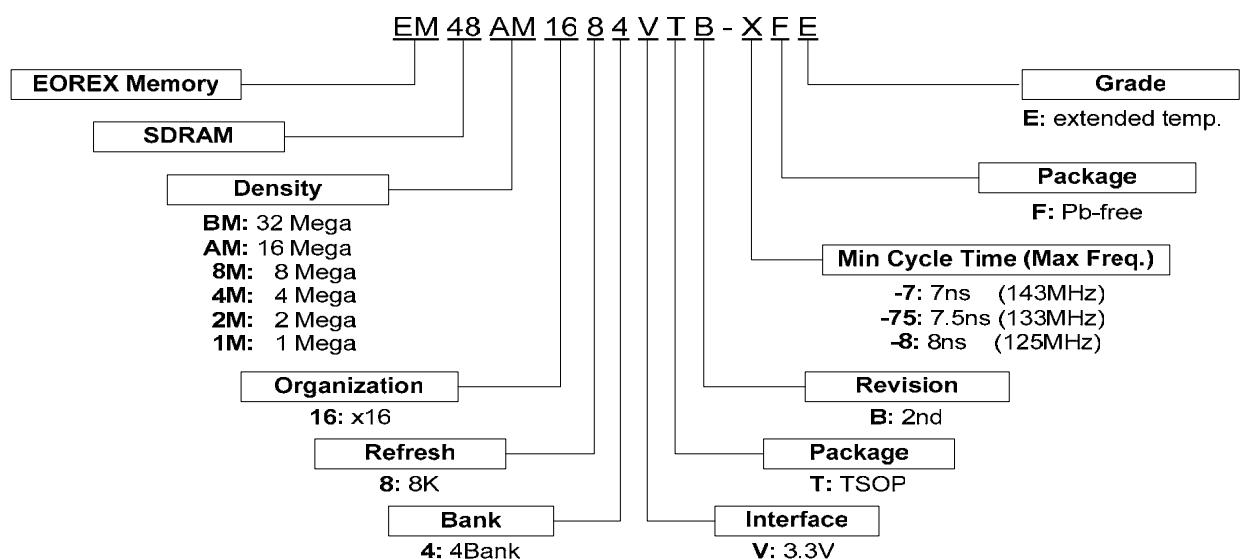 EM 48 AM 16 8 4 V T B - X F E
EOREX Memory
SDRAM
Density
BM: 32 Mega
AM: 16 Mega
8M: 8 Mega
4M: 4 Mega
2M: 2 Mega
1M: 1 Mega
Organization
16: x16
Refresh
8: 8K
Bank
4: 4Bank
Grade
E: extended temp.
Package
F: Pb-free
Min Cycle Time (Max Freq.)
-7: 7ns (143MHz)
-75: 7.5ns (133MHz)
-8: 8ns (125MHz)
Revision
B: 2nd
Package
T: TSOP
Interface
V: 3.3V